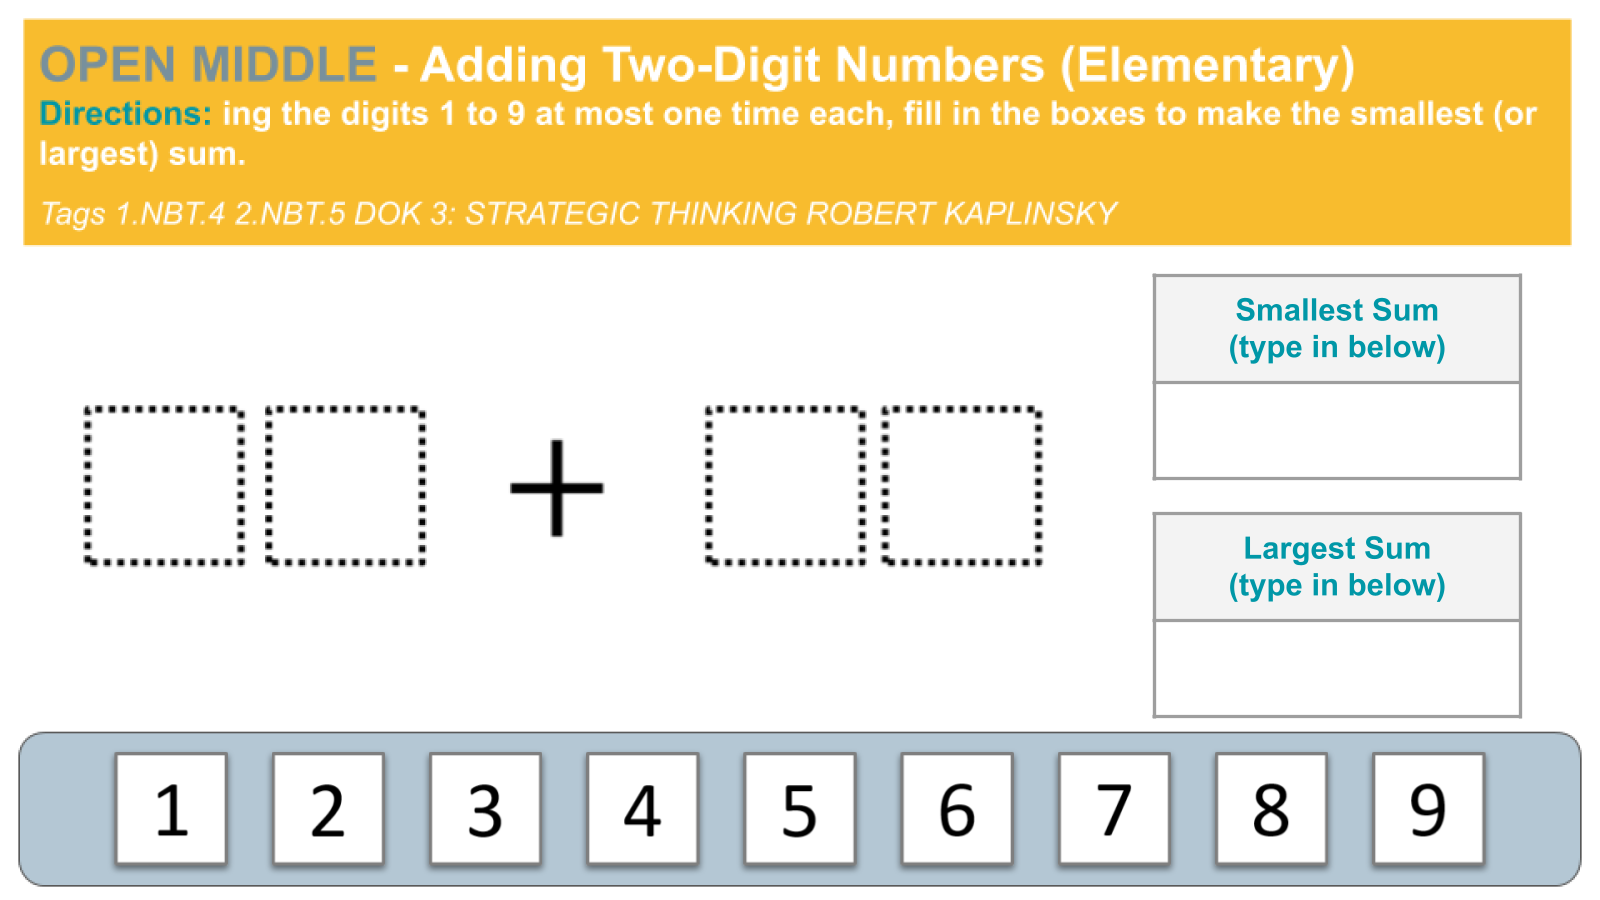 OPEN MIDDLE - Adding Two-Digit Numbers (Elementary)
Directions: ing the digits 1 to 9 at most one time each, fill in the boxes to make the smallest (or
largest) sum.
Tags 1.NBT.4 2.NBT.5 DOK 3: STRATEGIC THINKING ROBERT KAPLINSKY
Smallest Sum
(type in below)
+
Largest Sum
(type in below)
1 2 3 4 5 6 7 8 9